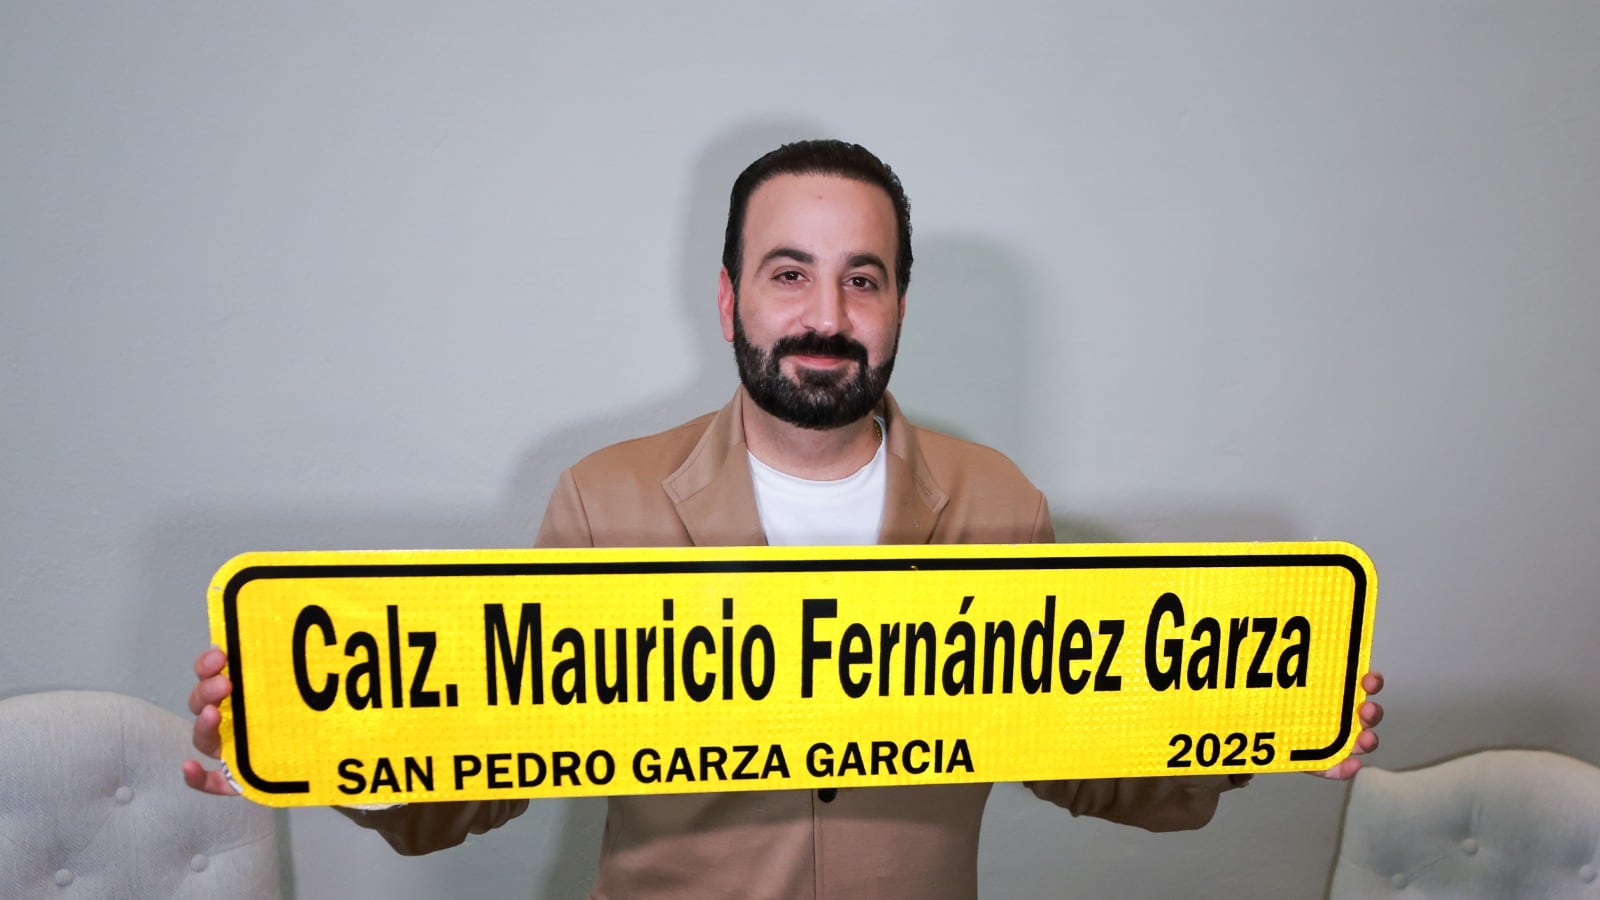 Calz. Mauricio Fernández Garza
SAN PEDRO GARZA GARCIA 2025